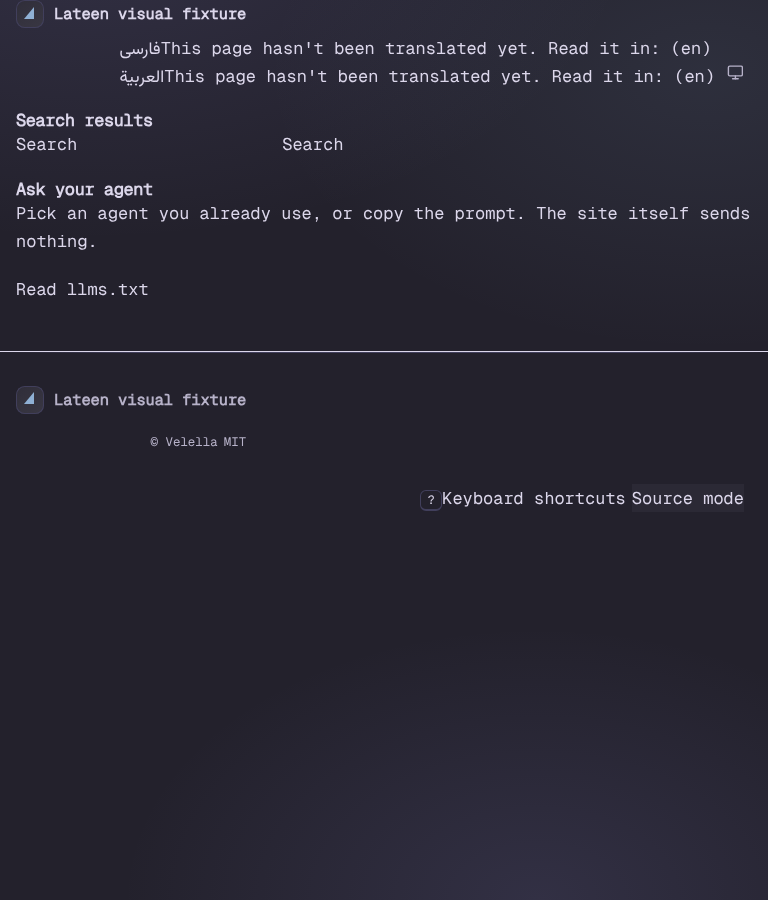 Lateen visual fixture
فارسیThis page hasn't been translated yet. Read it in: (en)
العربيةThis page hasn't been translated yet. Read it in: (en)
Search results
Search Search
Ask your agent
Pick an agent you already use, or copy the prompt. The site itself sends
nothing.
Read llms.txt
Lateen visual fixture
© Velella MIT
? Keyboard shortcuts Source mode